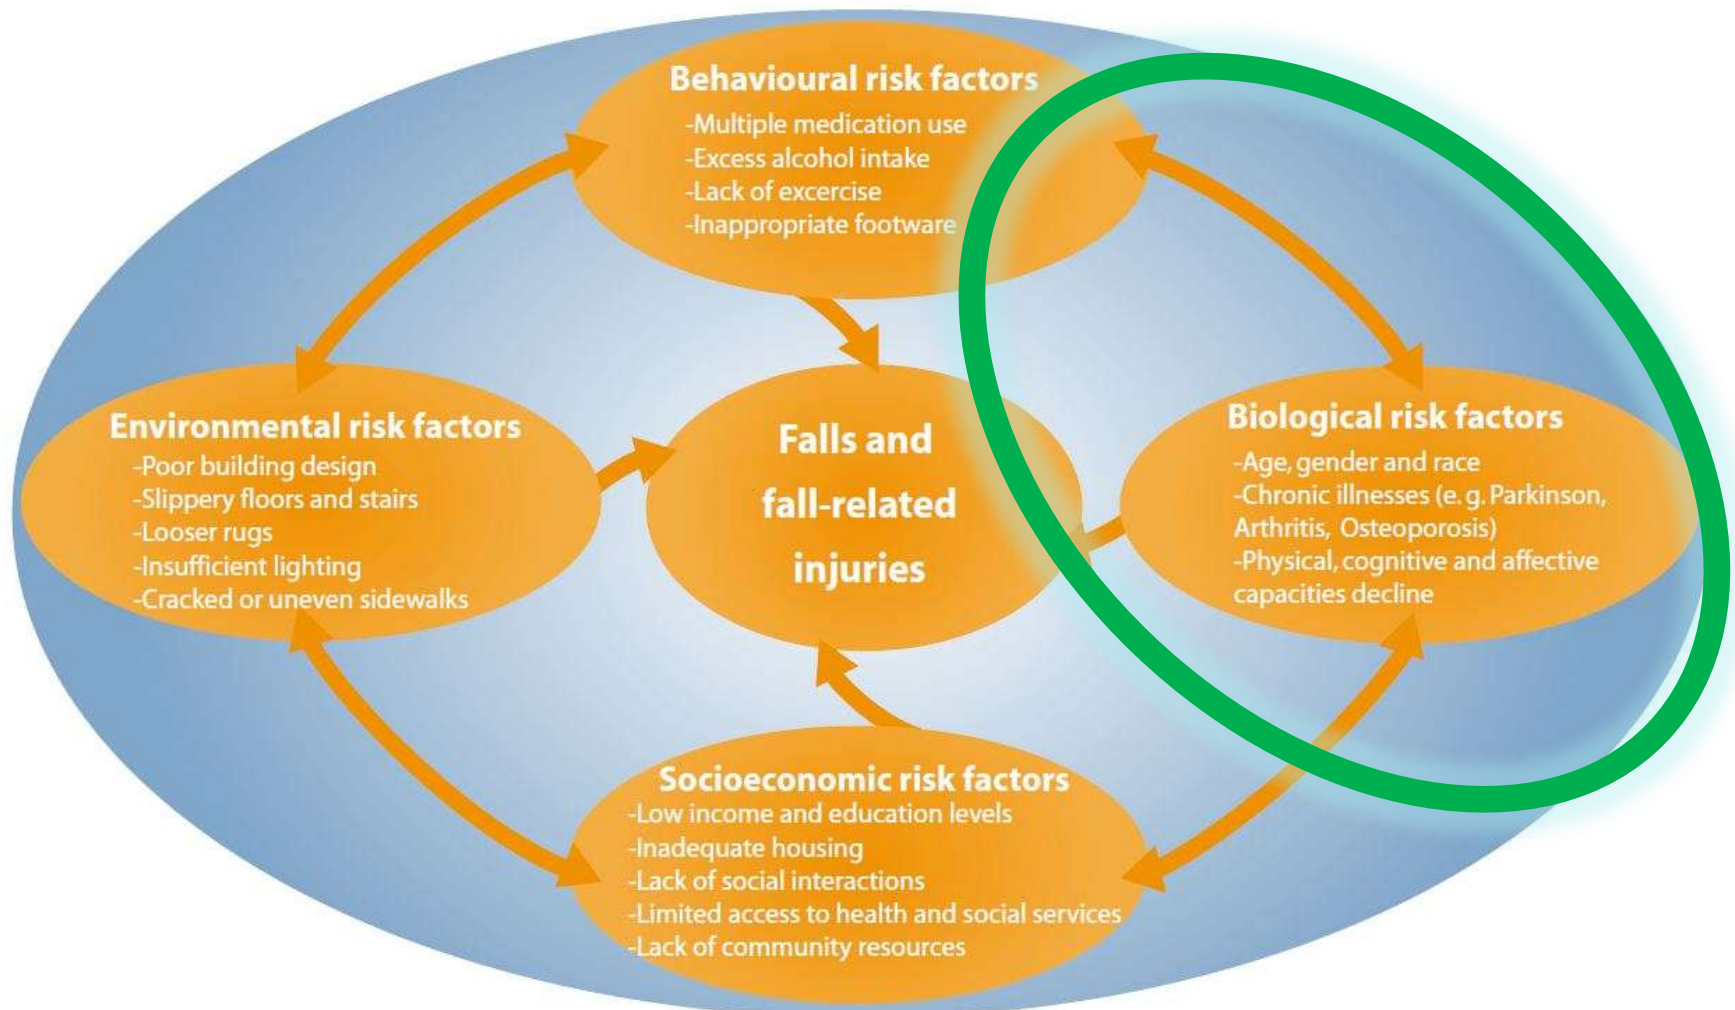 Behavioural risk factors
-Multiple medication use
-Excess alcohol intake
-Lack of excercise
-Inappropriate footware
Environmental risk factors
-Poor building design
-Slippery floors and stairs
-Looser rugs
-Insufficient lighting
-Cracked or uneven sidewalks
Falls and
fall-related
injuries
Biological risk factors
-Age, gender and race
-Chronic illnesses (e. g. Parkinson,
Arthritis, Osteoporosis)
-Physical, cognitive and affective
capacities decline
Socioeconomic risk factors
-Low income and education levels
-Inadequate housing
-Lack of social interactions
-Limited access to health and social services
-Lack of community resources